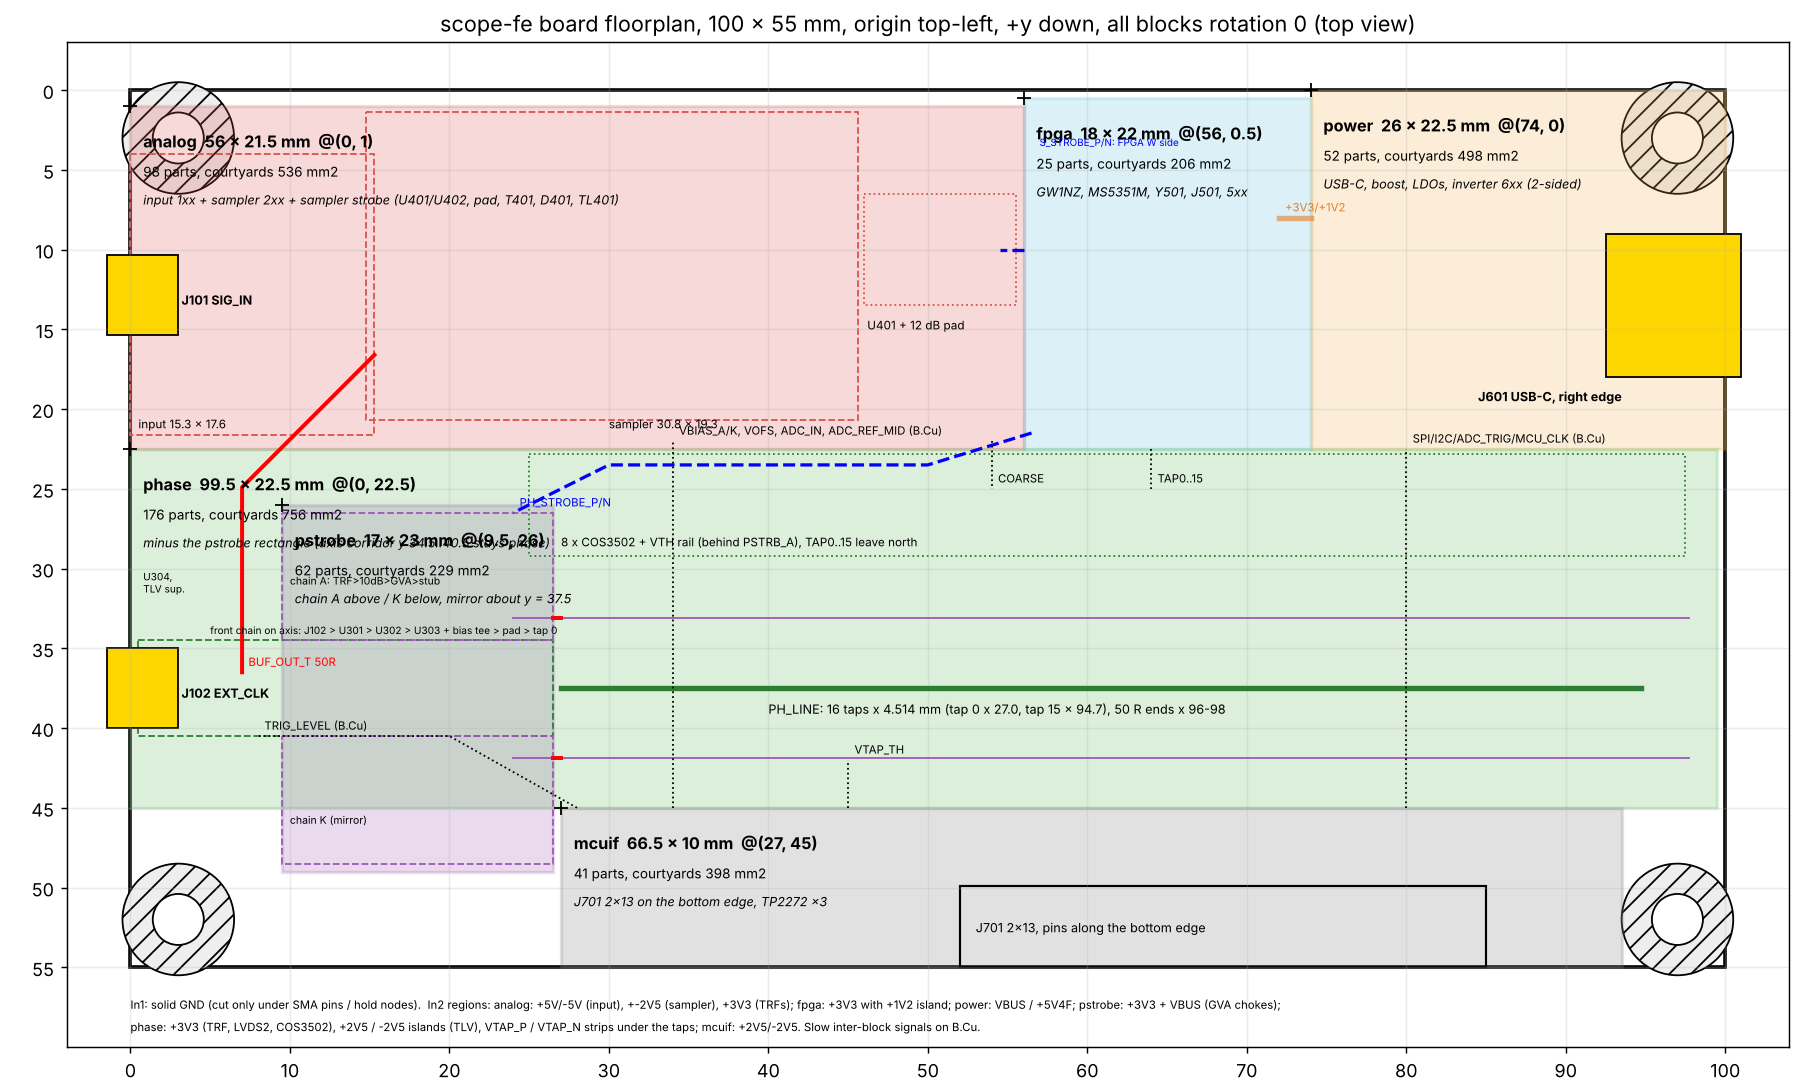 scope-fe board floorplan, 100 × 55 mm, origin top-left, +y down, all blocks rotation 0 (top view)
0
5
10
15
20
25
30
35
40
45
50
55
analog 56 × 21.5 mm @(0, 1)
98 parts, courtyards 536 mm2
input 1xx + sampler 2xx + sampler strobe (U401/U402, pad, T401, D401, TL401)
fpga 18 × 22 mm @(56, 0.5)
S_STROBE_P/N: FPGA W side
25 parts, courtyards 206 mm2
GW1NZ, MS5351M, Y501, J501, 5xx
power 26 × 22.5 mm @(74, 0)
52 parts, courtyards 498 mm2
USB-C, boost, LDOs, inverter 6xx (2-sided)
+3V3/+1V2
J101 SIG_IN
U401 + 12 dB pad
J601 USB-C, right edge
input 15.3 × 17.6
sampler 30.8 × 19.3
VBIAS_A/K, VOFS, ADC_IN, ADC_REF_MID (B.Cu)
SPI/I2C/ADC_TRIG/MCU_CLK (B.Cu)
phase 99.5 × 22.5 mm @(0, 22.5)
176 parts, courtyards 756 mm2
minus the pstrobe rectangle (axis corridor y 34.5..40.5 stays phase)
COARSE
TAP0..15
PH_STROBE_P/N
pstrobe 17 × 23 mm @(9.5, 26)
8 x COS3502 + VTH rail (behind PSTRB_A), TAP0..15 leave north
62 parts, courtyards 229 mm2
chain A: TRF>10dB>GVA>stub
chain A above / K below, mirror about y = 37.5
U304,
TLV sup.
front chain on axis: J102 > U301 > U302 > U303 + bias tee > pad > tap 0
BUF_OUT_T 50R
J102 EXT_CLK
PH_LINE: 16 taps x 4.514 mm (tap 0 x 27.0, tap 15 × 94.7), 50 R ends x 96-98
TRIG_LEVEL (B.Cu)
VTAP_TH
chain K (mirror)
mcuif 66.5 × 10 mm @(27, 45)
41 parts, courtyards 398 mm2
J701 2×13 on the bottom edge, TP2272 ×3
J701 2×13, pins along the bottom edge
In1: solid GND (cut only under SMA pins / hold nodes). In2 regions: analog: +5V/-5V (input), +-2V5 (sampler), +3V3 (TRFs); fpga: +3V3 with +1V2 island; power: VBUS / +5V4F; pstrobe: +3V3 + VBUS (GVA chokes);
phase: +3V3 (TRF, LVDS2, COS3502), +2V5 / -2V5 islands (TLV), VTAP_P / VTAP_N strips under the taps; mcuif: +2V5/-2V5. Slow inter-block signals on B.Cu.
0
10
20
30
40
50
60
70
80
90
100